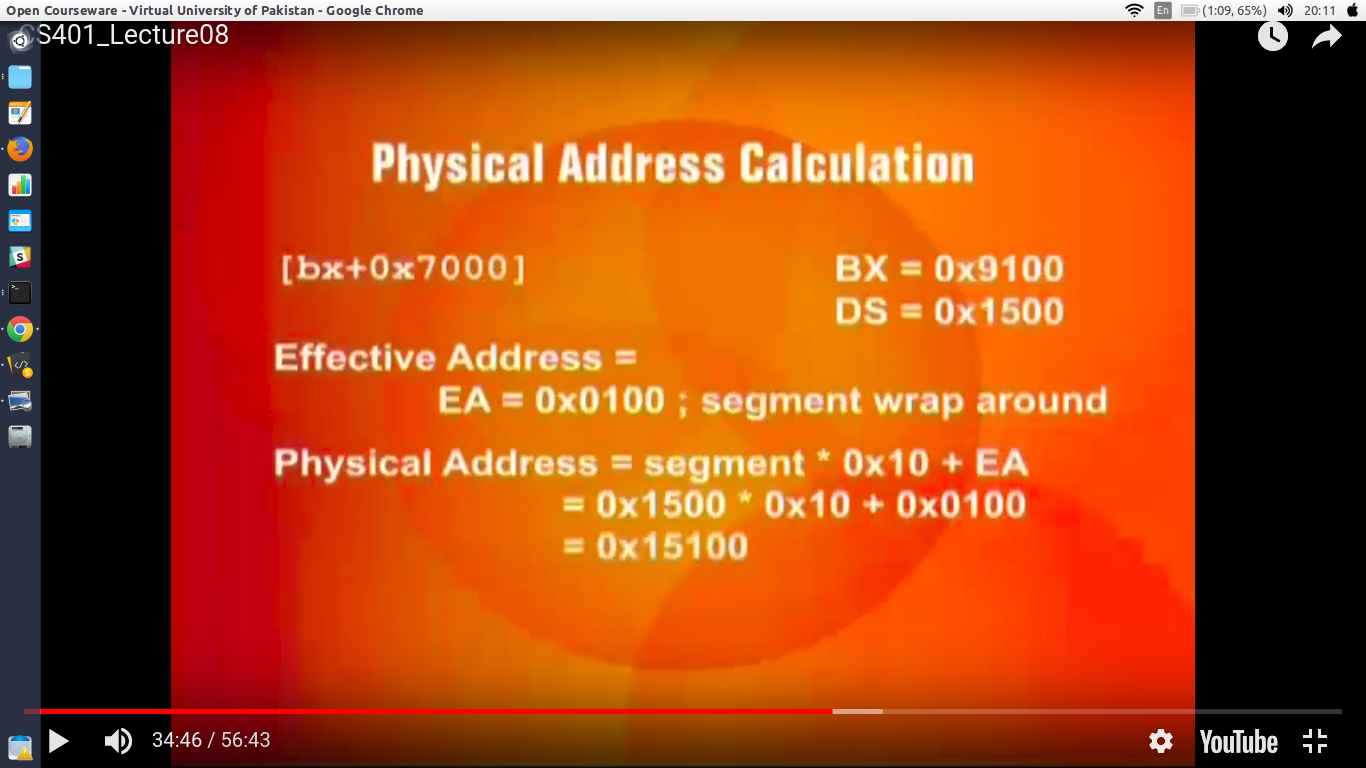 Open Courseware - Virtual University of Pakistan - Google Chrome
En
(1:09, 65%)
20:11
CS401_Lecture08
Physical Address Calculation
[bx+0x7000]
BX = 0x9100
DS = 0x1500
Effective Address =
EA = 0x0100 ; segment wrap around
Physical Address = segment * 0x10 + EA
= 0x1500 * 0x10 + 0x0100
= 0x15100
34:46 / 56:43
YouTube